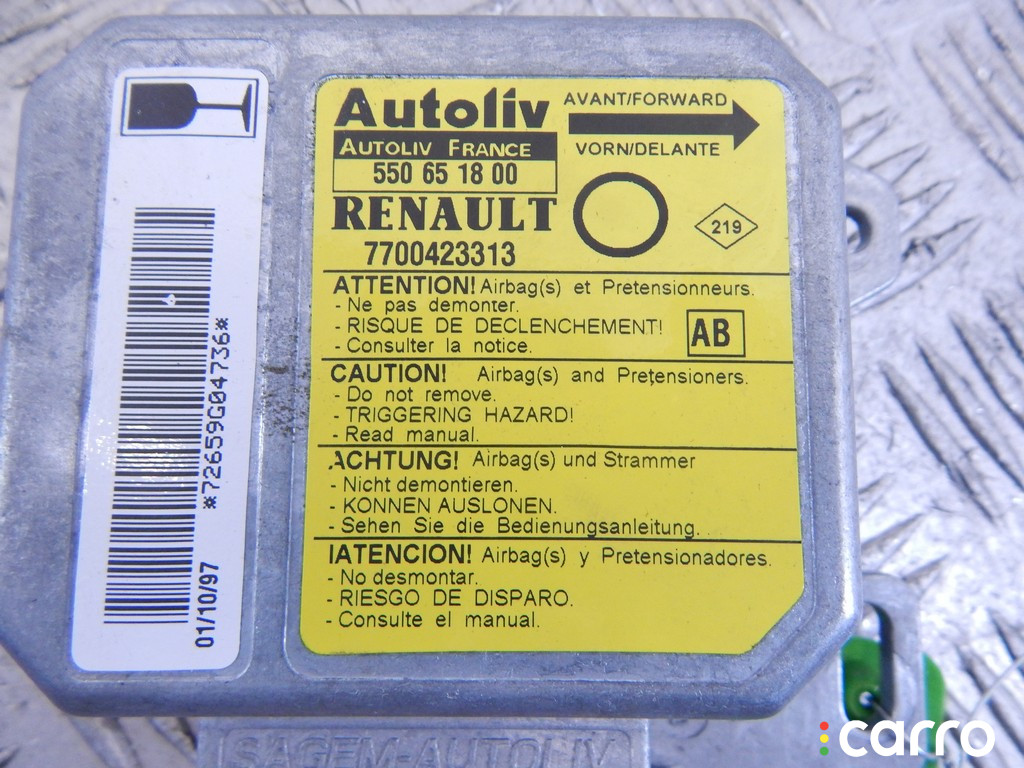 *72659G04736*
01/10/97
Autoliv
AUTOLIV FRANCE
550 65 18 00
RENAULT
7700423313
AVANT/FORWARD
VORN/DELANTE
219
ATTENTION! Airbag(s) et Pretensionneurs.
- Ne pas demonter.
- RISQUE DE DECLENCHEMENT!
- Consulter la notice.
AB
CAUTION! Airbag(s) and Pretensioners.
- Do not remove.
- TRIGGERING HAZARD!
- Read manual.
ACHTUNG! Airbag(s) und Strammer
- Nicht demontieren.
- KONNEN AUSLONEN.
- Sehen Sie die Bedienungsanleitung.
!ATENCION! Airbag(s) y Pretensionadores.
- No desmontar.
- RIESGO DE DISPARO.
- Consulte el manual.
SAGEM-AUTOLIV
carro